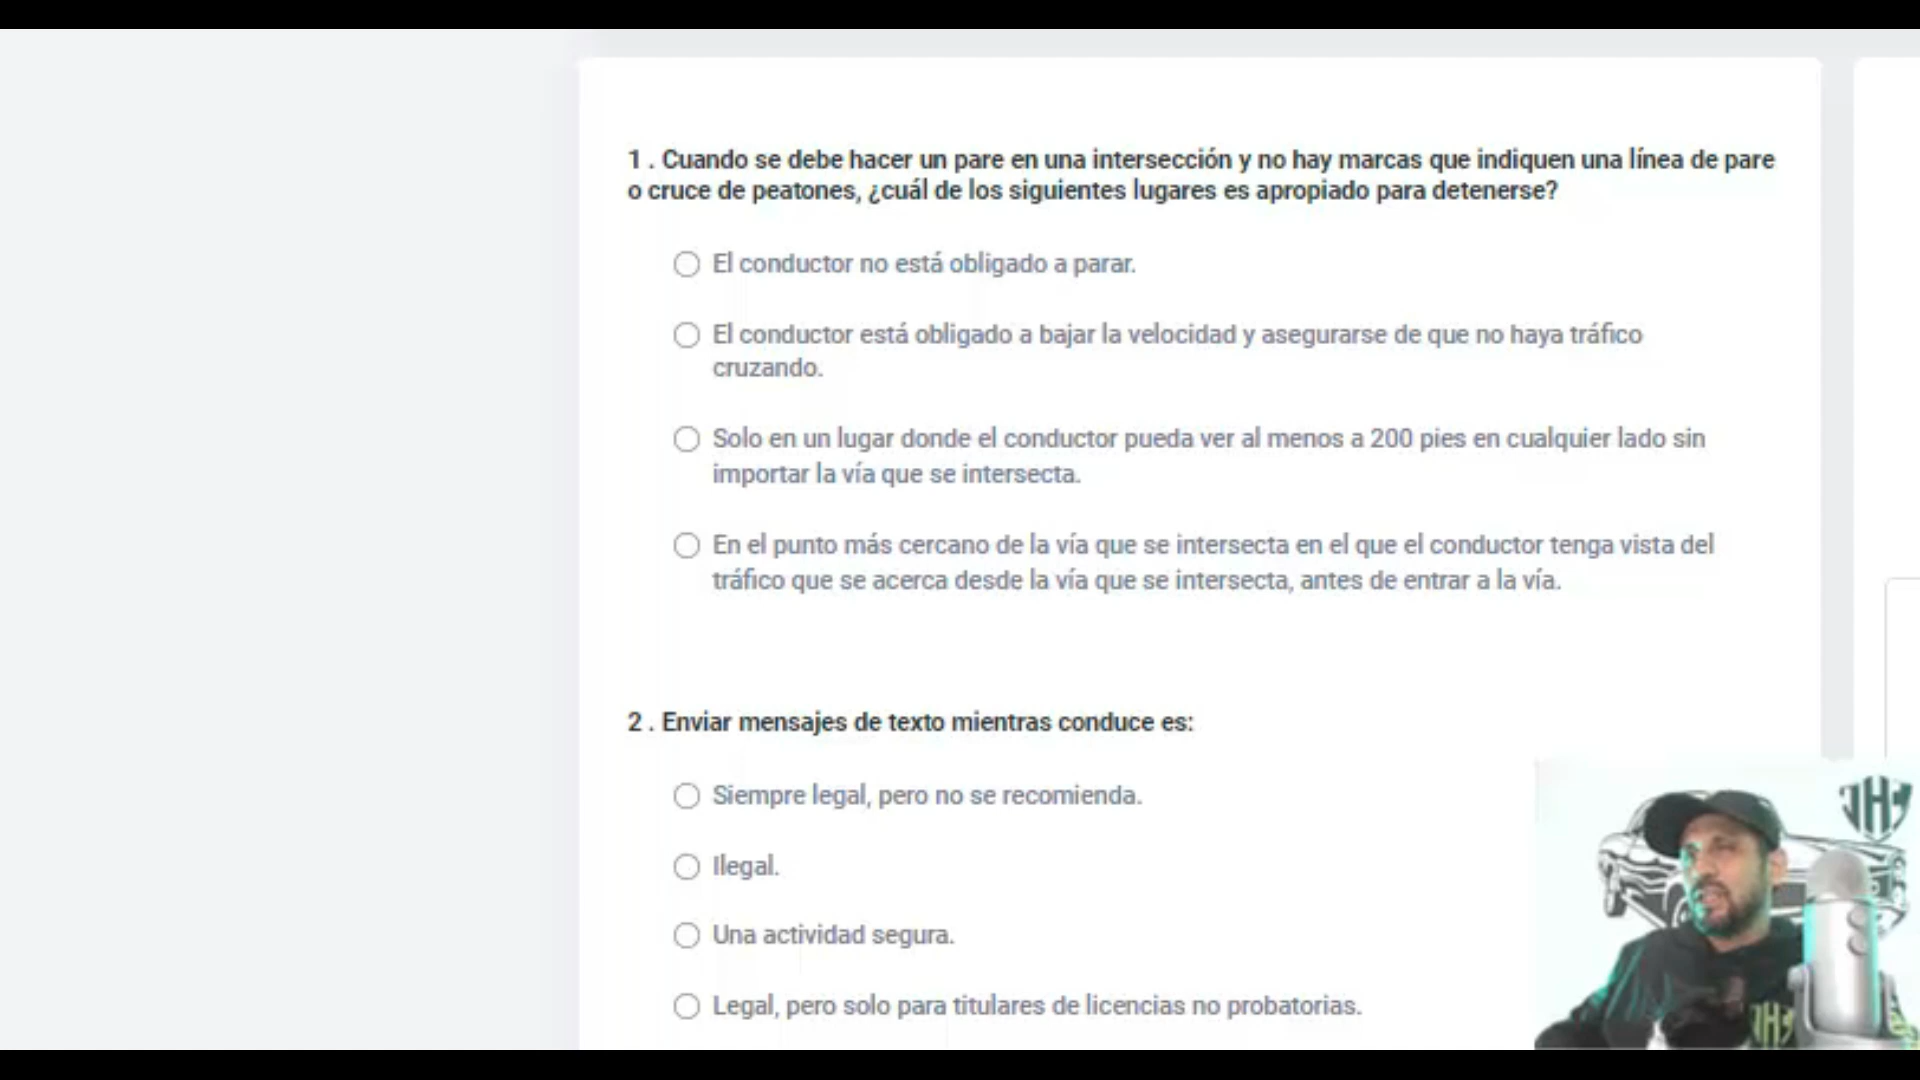 1 . Cuando se debe hacer un pare en una intersección y no hay marcas que indiquen una línea de pare
o cruce de peatones, ¿cuál de los siguientes lugares es apropiado para detenerse?
El conductor no está obligado a parar.
El conductor está obligado a bajar la velocidad y asegurarse de que no haya tráfico
cruzando.
Solo en un lugar donde el conductor pueda ver al menos a 200 pies en cualquier lado sin
importar la vía que se intersecta.
En el punto más cercano de la vía que se intersecta en el que el conductor tenga vista del
tráfico que se acerca desde la vía que se intersecta, antes de entrar a la vía.
2 . Enviar mensajes de texto mientras conduce es:
Siempre legal, pero no se recomienda.
Ilegal.
Una actividad segura.
Legal, pero solo para titulares de licencias no probatorias.